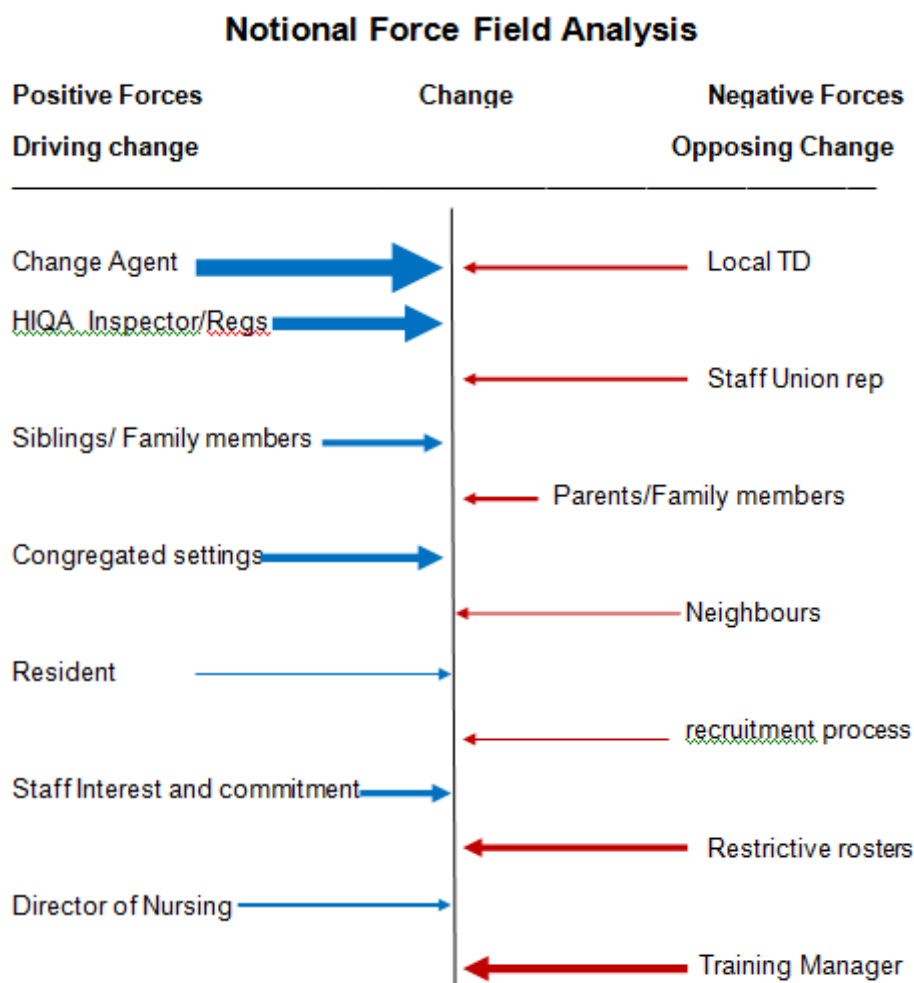 Notional Force Field Analysis
Positive Forces Change Negative Forces
Driving change Opposing Change
Change Agent Local TD
HIQA Inspector/Regs
Staff Union rep
Siblings/ Family members
Parents/Family members
Congregated settings
Neighbours
Resident
recruitment process
Staff Interest and commitment
Restrictive rosters
Director of Nursing
Training Manager